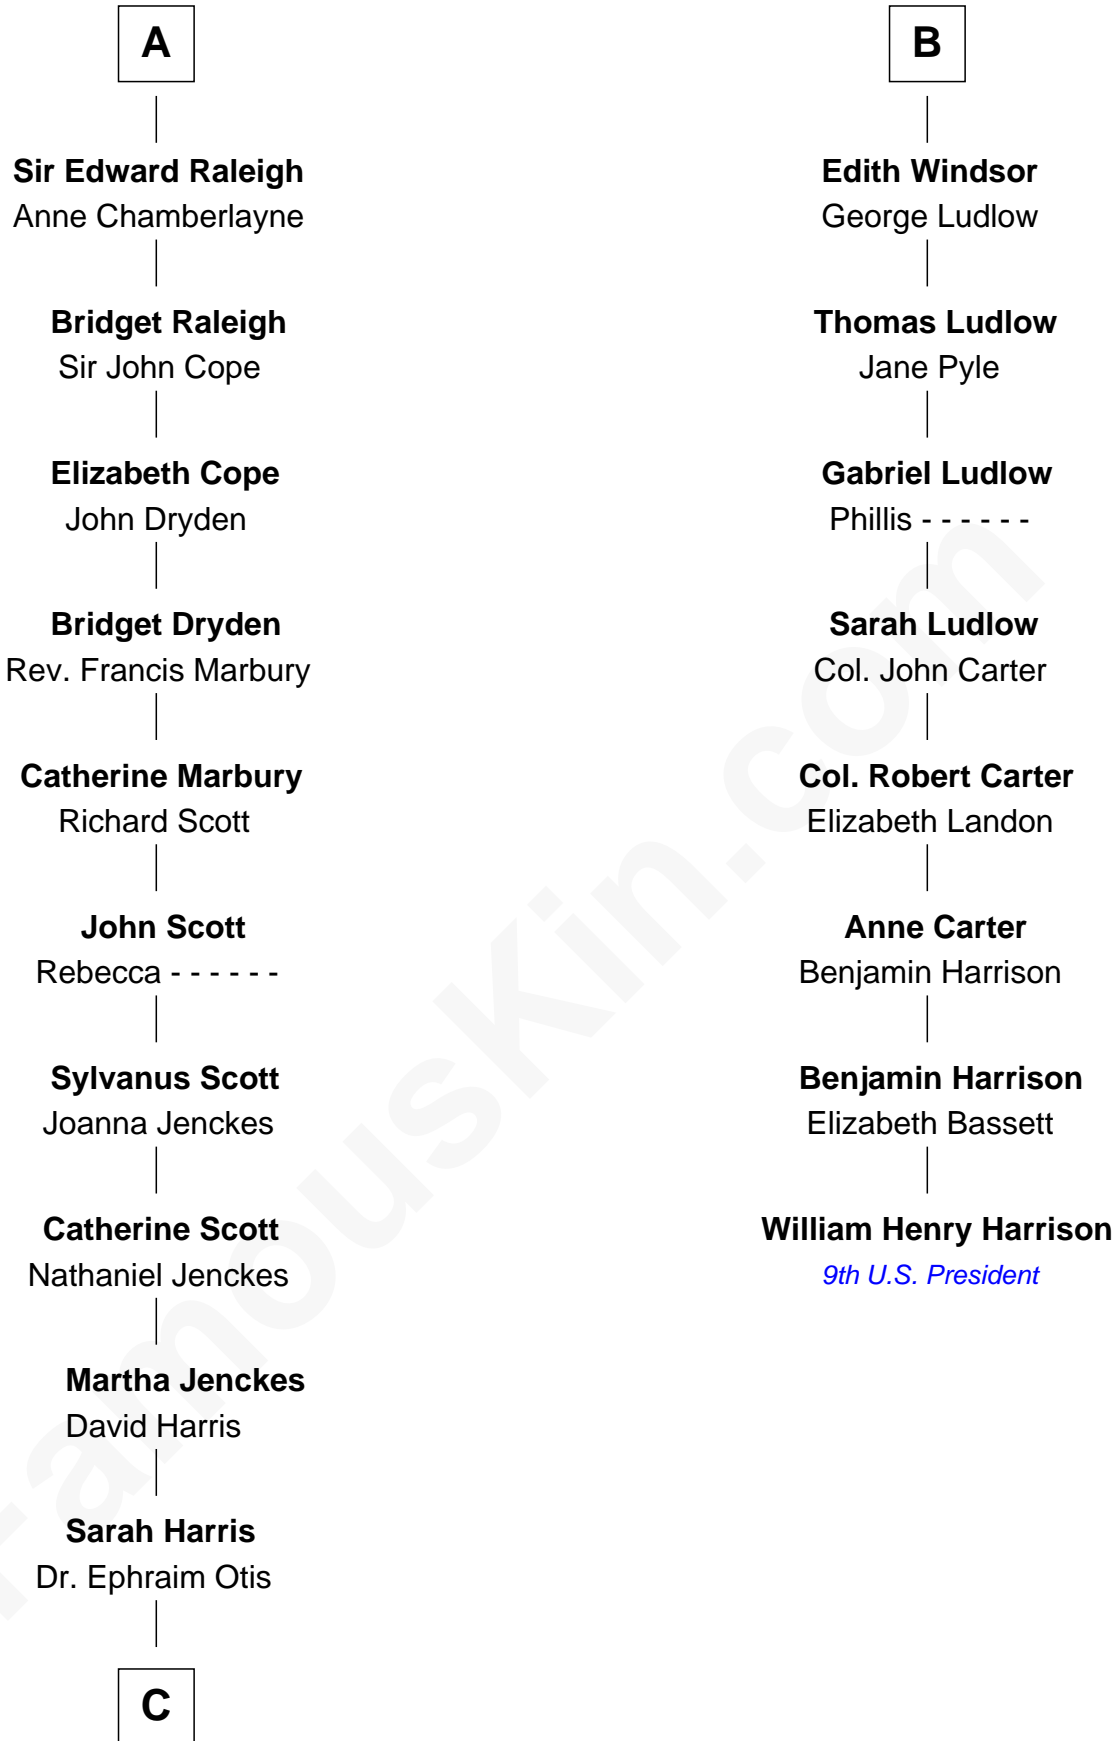 A
Sir Edward Raleigh
Anne Chamberlayne
Bridget Raleigh
Sir John Cope
Elizabeth Cope
John Dryden
Bridget Dryden
Rev. Francis Marbury
Catherine Marbury
Richard Scott
John Scott
Rebecca - - - - - -
Sylvanus Scott
Joanna Jenckes
Catherine Scott
Nathaniel Jenckes
Martha Jenckes
David Harris
Sarah Harris
Dr. Ephraim Otis
C
B
Edith Windsor
George Ludlow
Thomas Ludlow
Jane Pyle
Gabriel Ludlow
Phillis - - - - - -
Sarah Ludlow
Col. John Carter
Col. Robert Carter
Elizabeth Landon
Anne Carter
Benjamin Harrison
Benjamin Harrison
Elizabeth Bassett
William Henry Harrison
9th U.S. President
FamousKin.com